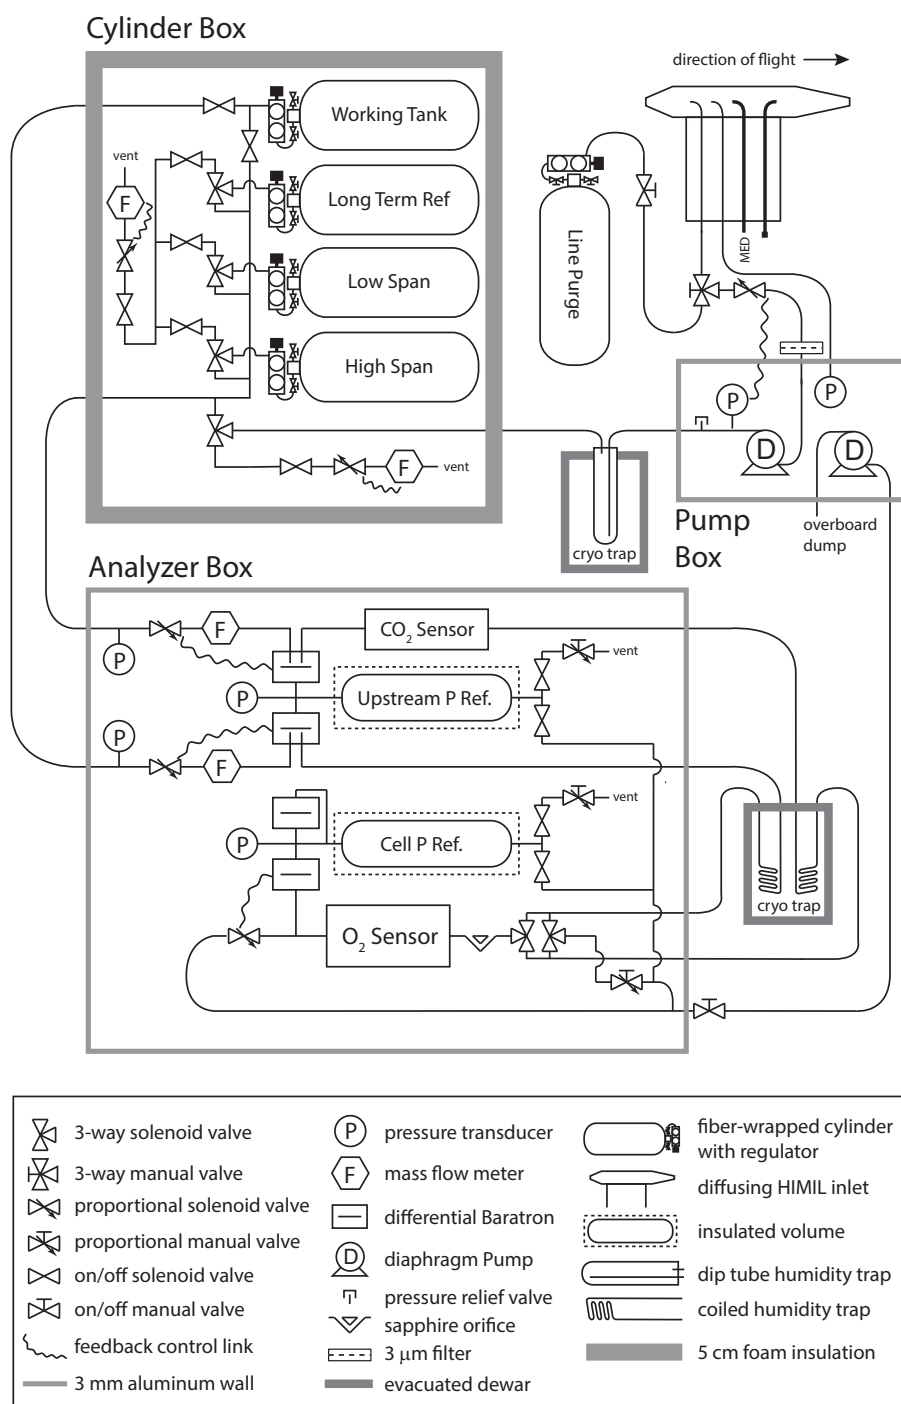 Cylinder Box
direction of flight
Working Tank
vent
F
Long Term Ref
Low Span
High Span
Line Purge
MED
P
P
D
D
F
vent
Pump
Box
overboard
dump
cryo trap
Analyzer Box
F
CO2 Sensor
P
vent
P
Upstream P Ref.
P
F
vent
P
Cell P Ref.
cryo trap
O2 Sensor
3-way solenoid valve
3-way manual valve
proportional solenoid valve
proportional manual valve
on/off solenoid valve
on/off manual valve
feedback control link
3 mm aluminum wall
P pressure transducer
F mass flow meter
differential Baratron
D diaphragm Pump
pressure relief valve
sapphire orifice
3 μm filter
evacuated dewar
fiber-wrapped cylinder
with regulator
diffusing HIMIL inlet
insulated volume
dip tube humidity trap
coiled humidity trap
5 cm foam insulation